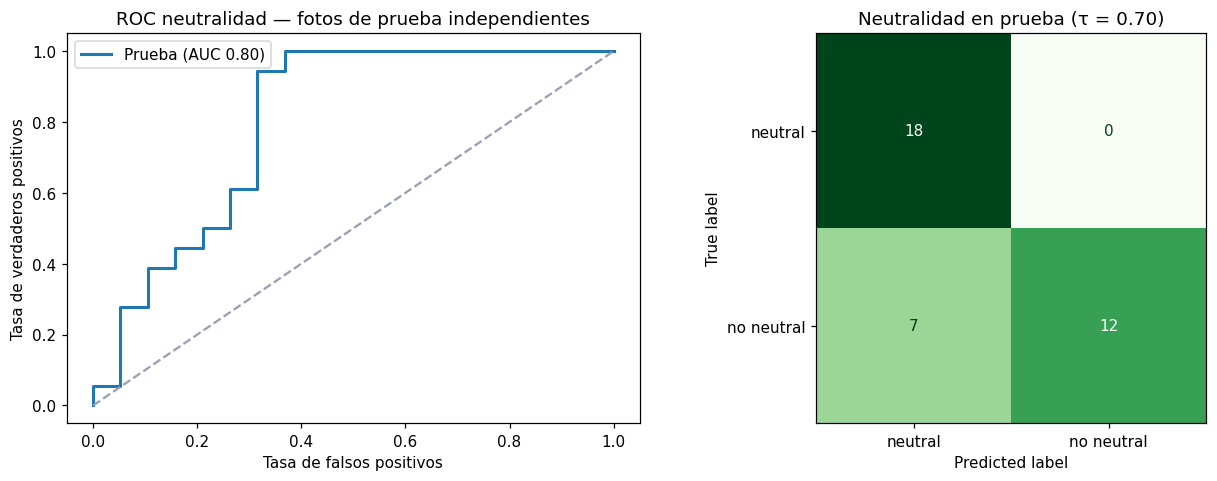 ROC neutralidad — fotos de prueba independientes
Prueba (AUC 0.80)
1.0
0.8
0.6
0.4
0.2
0.0
Tasa de verdaderos positivos
0.0 0.2 0.4 0.6 0.8 1.0
Tasa de falsos positivos
Neutralidad en prueba (τ = 0.70)
True label
neutral 18 0
no neutral 7 12
neutral no neutral
Predicted label